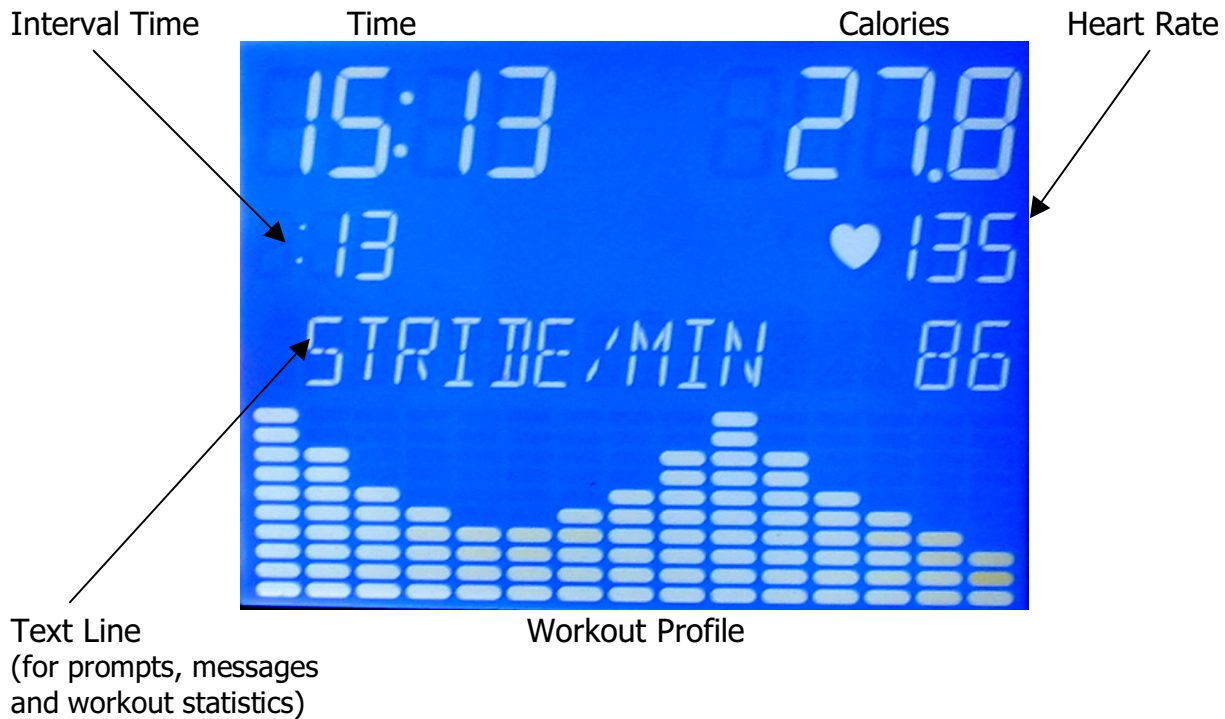 Interval Time Time Calories Heart Rate
15:13 27.8
:13 135
STRIDE/MIN 86
Text Line Workout Profile
(for prompts, messages
and workout statistics)